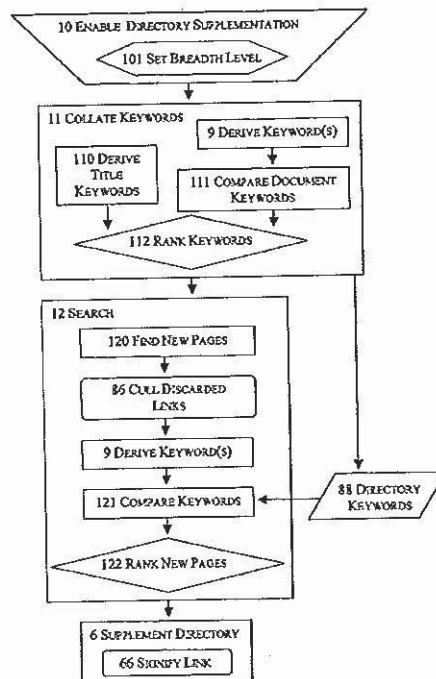 10 ENABLE DIRECTORY SUPPLEMENTATION
101 SET BREADTH LEVEL
11 COLLATE KEYWORDS
9 DERIVE KEYWORD(S)
110 DERIVE
TITLE
KEYWORDS
111 COMPARE DOCUMENT
KEYWORDS
112 RANK KEYWORDS
12 SEARCH
120 FIND NEW PAGES
86 CULL DISCARDED
LINKS
9 DERIVE KEYWORD(S)
121 COMPARE KEYWORDS
88 DIRECTORY
KEYWORDS
122 RANK NEW PAGES
6 SUPPLEMENT DIRECTORY
66 SIGNIFY LINK